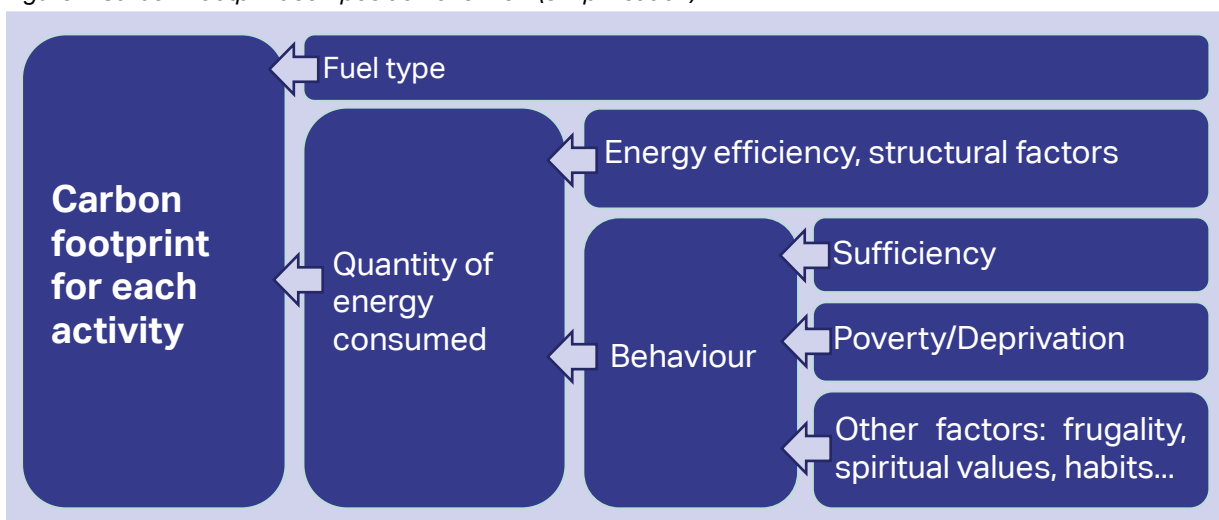 Fuel type
Energy efficiency, structural factors
Carbon
footprint
for each
activity
Quantity of
energy
consumed
Behaviour
Sufficiency
Poverty/Deprivation
Other factors: frugality,
spiritual values, habits...